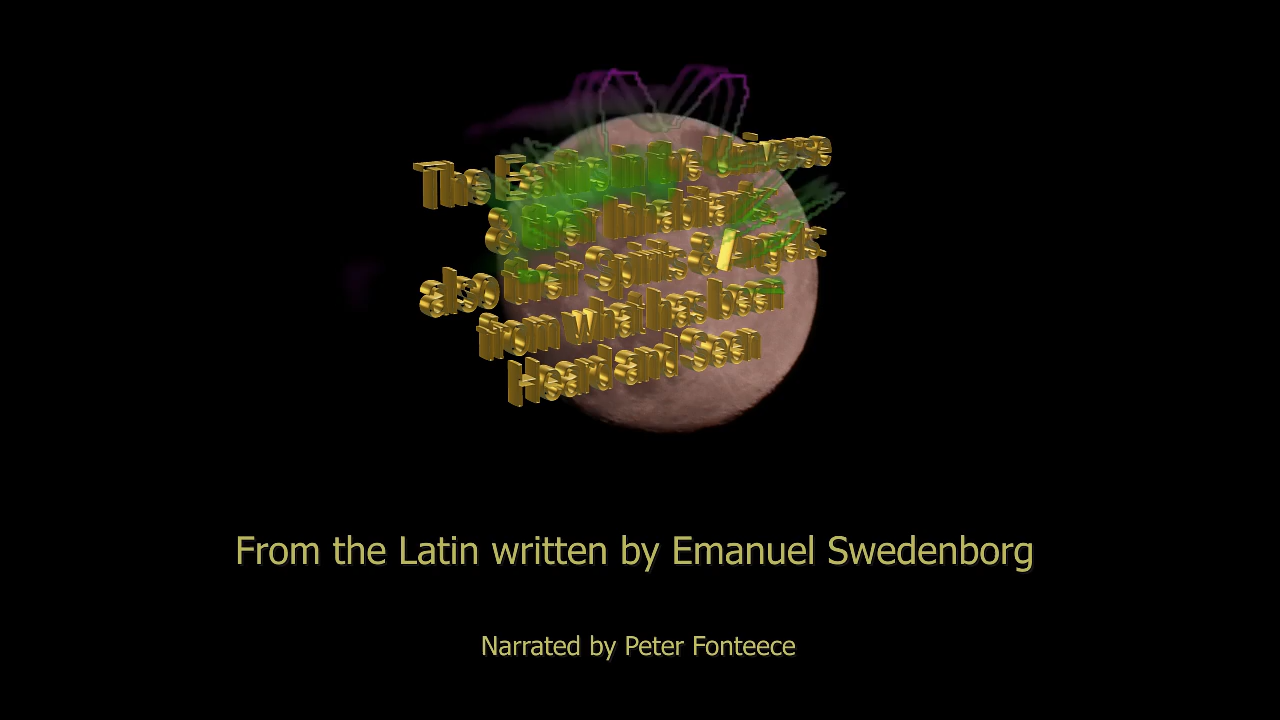 The Earths in the Universe
& their Inhabitants
also their Spirits & Angels
from what has been
Heard and Seen
From the Latin written by Emanuel Swedenborg
Narrated by Peter Fonteece